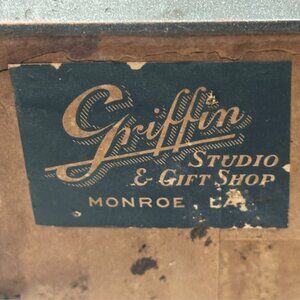 Griffin
STUDIO
& GIFT SHOP
MONROE, LA